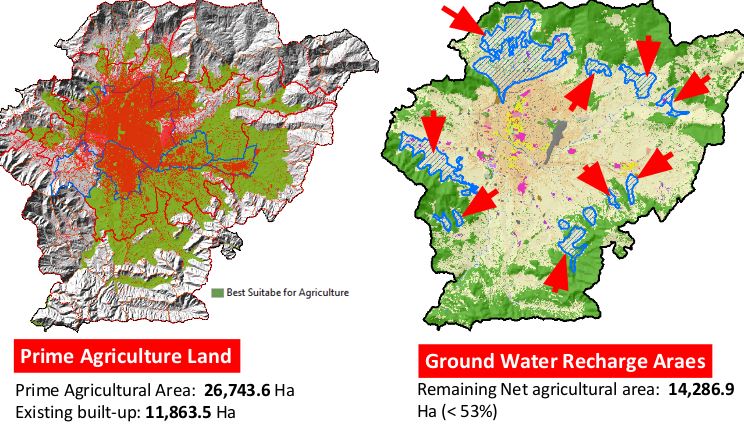 Best Suitabe for Agriculture
Prime Agriculture Land
Prime Agricultural Area: 26,743.6 Ha
Existing built-up: 11,863.5 Ha
Ground Water Recharge Araes
Remaining Net agricultural area: 14,286.9
Ha (< 53%)